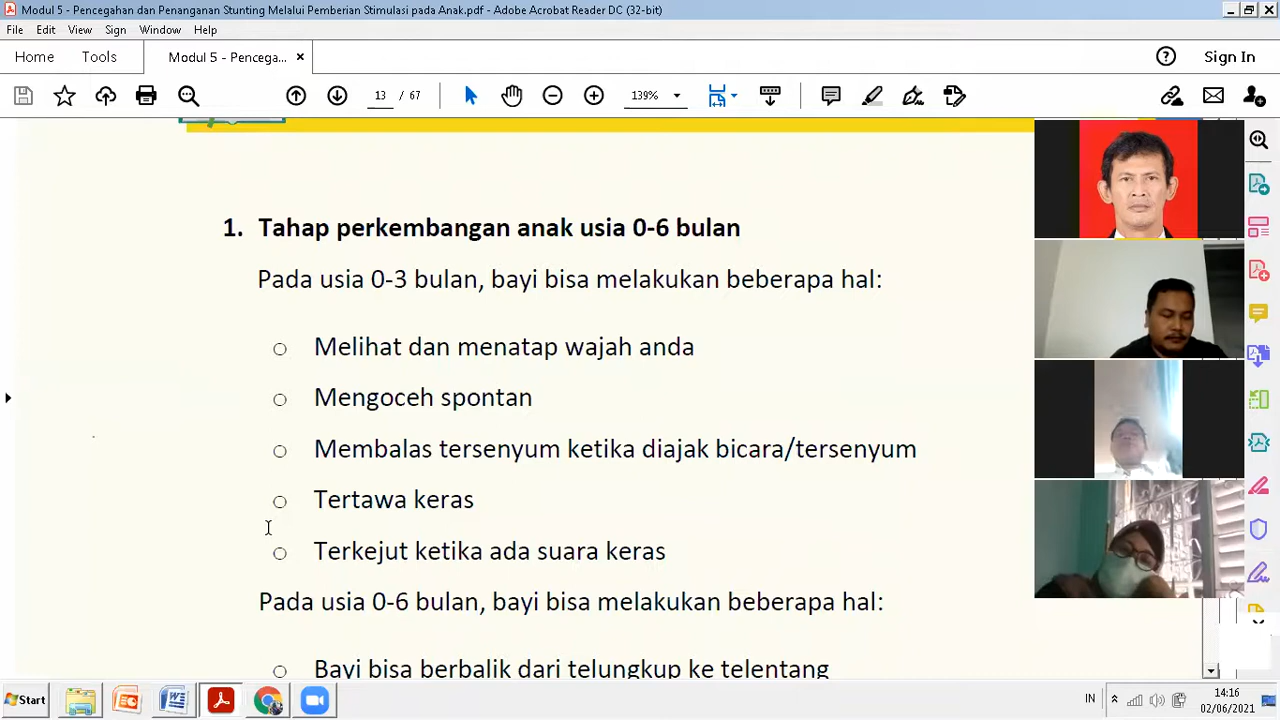 Modul 5 - Pencegahan dan Penanganan Stunting Melalui Pemberian Stimulasi pada Anak.pdf - Adobe Acrobat Reader DC (32-bit)
File Edit View Sign Window Help
Home Tools Modul 5 - Pencega... Sign In
13 / 67 139%
1. Tahap perkembangan anak usia 0-6 bulan
Pada usia 0-3 bulan, bayi bisa melakukan beberapa hal:
Melihat dan menatap wajah anda
Mengoceh spontan
Membalas tersenyum ketika diajak bicara/tersenyum
Tertawa keras
Terkejut ketika ada suara keras
Pada usia 0-6 bulan, bayi bisa melakukan beberapa hal:
Bayi bisa berbalik dari telungkup ke telentang
Start IN 14:16
02/06/2021